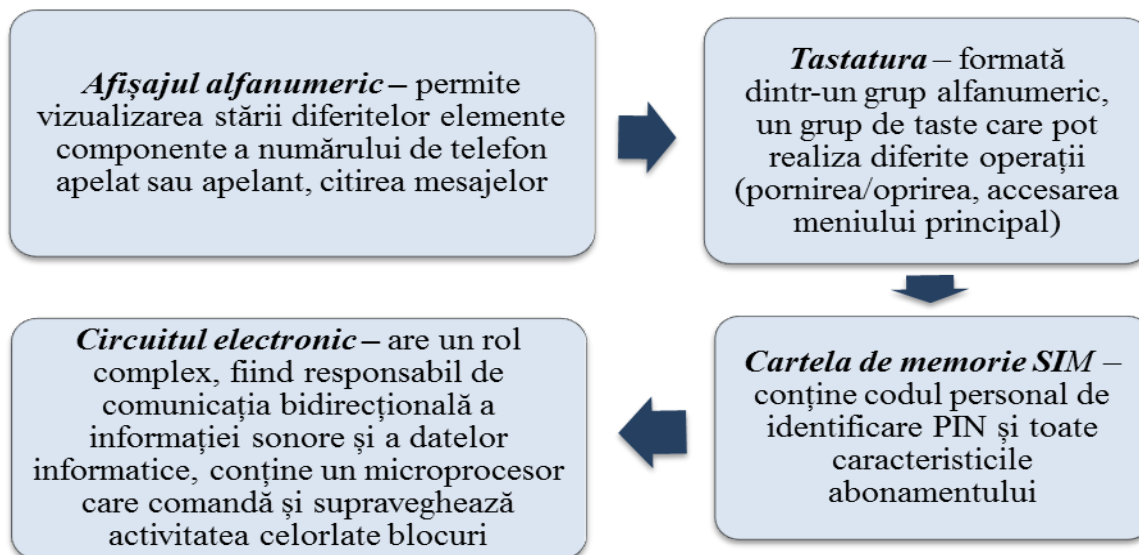 Afișajul alfanumeric – permite
vizualizarea stării diferitelor elemente
componente a numărului de telefon
apelat sau apelant, citirea mesajelor
Tastatura – formată
dintr-un grup alfanumeric,
un grup de taste care pot
realiza diferite operații
(pornirea/oprirea, accesarea
meniului principal)
Cartela de memorie SIM –
conține codul personal de
identificare PIN și toate
caracteristicile
abonamentului
Circuitul electronic – are un rol
complex, fiind responsabil de
comunicația bidirecțională a
informației sonore și a datelor
informatice, conține un microprocesor
care comandă și supraveghează
activitatea celorlate blocuri